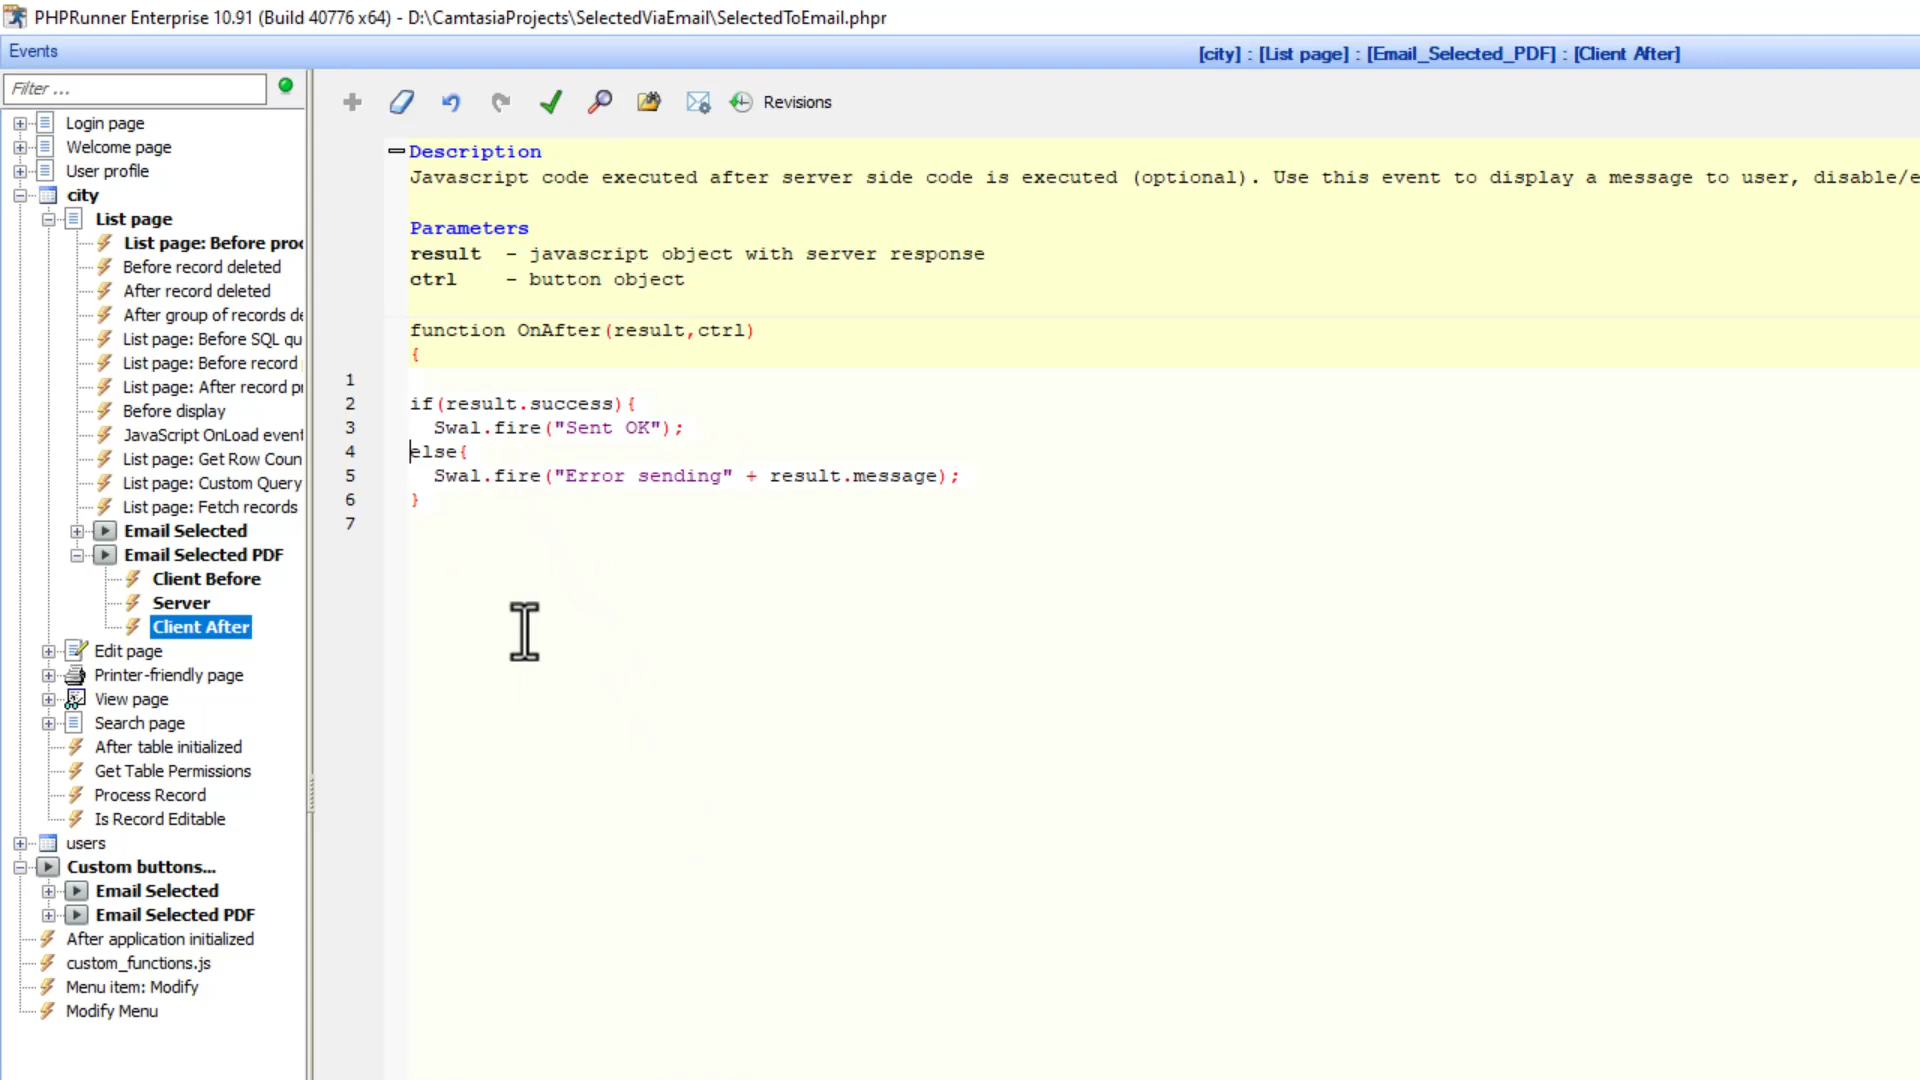 PHPRunner Enterprise 10.91 (Build 40776 x64) - D:\CamtasiaProjects\SelectedViaEmail\SelectedToEmail.phpr
Events
[city] : [List page] : [Email_Selected_PDF] : [Client After]
Filter ...
Revisions
Login page
Welcome page
User profile
city
List page
List page: Before proc
Before record deleted
After record deleted
After group of records de
List page: Before SQL qu
List page: Before record
List page: After record p
Before display
JavaScript OnLoad event
List page: Get Row Coun
List page: Custom Query
List page: Fetch records
Email Selected
Email Selected PDF
Client Before
Server
Client After
Edit page
Printer-friendly page
View page
Search page
After table initialized
Get Table Permissions
Process Record
Is Record Editable
users
Custom buttons...
Email Selected
Email Selected PDF
After application initialized
custom_functions.js
Menu item: Modify
Modify Menu
Description
Javascript code executed after server side code is executed (optional). Use this event to display a message to user, disable/e
Parameters
result - javascript object with server response
ctrl - button object
function OnAfter(result,ctrl)
{
1
2 if(result.success){
3 Swal.fire("Sent OK");
4 else{
5 Swal.fire("Error sending" + result.message);
6 }
7